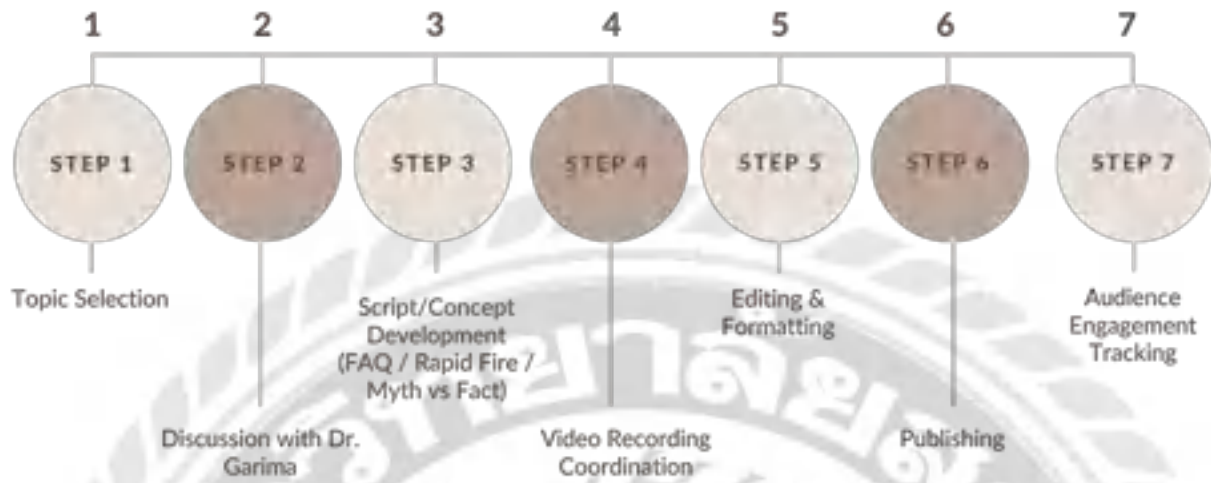 1 2 3 4 5 6 7
STEP 1 STEP 2 STEP 3 STEP 4 STEP 5 STEP 6 STEP 7
Topic Selection
Discussion with Dr.
Garima
Script/Concept
Development
(FAQ / Rapid Fire /
Myth vs Fact)
Video Recording
Coordination
Editing &
Formatting
Publishing
Audience
Engagement
Tracking